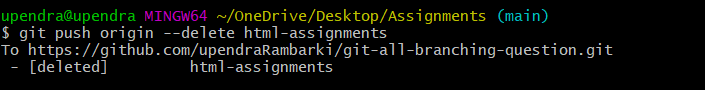 upendra@upendra MINGW64 ~/OneDrive/Desktop/Assignments (main)
$ git push origin --delete html-assignments
To https://github.com/upendraRambarki/git-all-branching-question.git
 - [deleted]         html-assignments